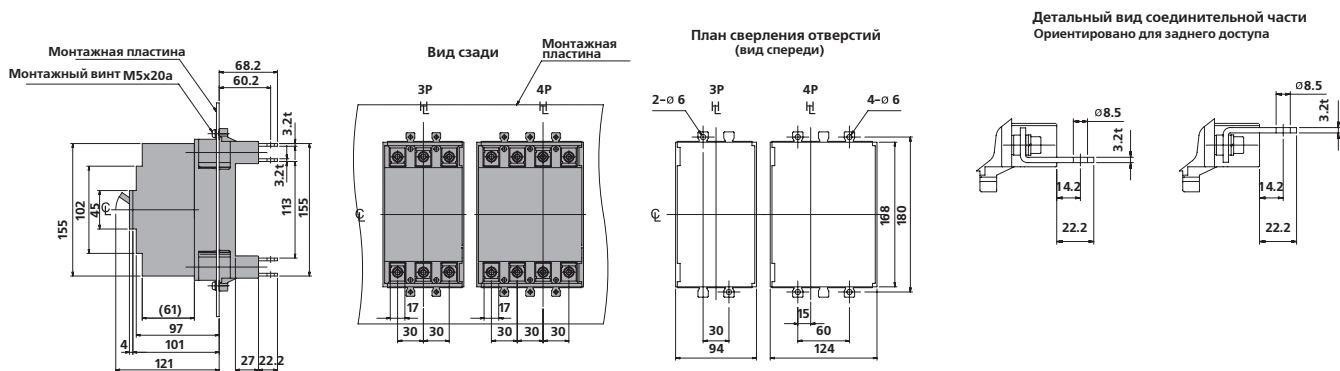 Монтажная пластина
Монтажный винт M5x20a
68.2
60.2
3.2t
3.2t
155
102
45
℄
113
155
(61)
97
4
101
121
27
22.2
Вид сзади
Монтажная
пластина
3P
4P
℄
℄
℄
17
17
30
30
30
30
30
План сверления отверстий
(вид спереди)
2–ø 6
3P
4P
4–ø 6
℄
℄
℄
168
180
15
30
60
94
124
Детальный вид соединительной части
Ориентировано для заднего доступа
ø8.5
3.2t
14.2
22.2
ø8.5
3.2t
14.2
22.2